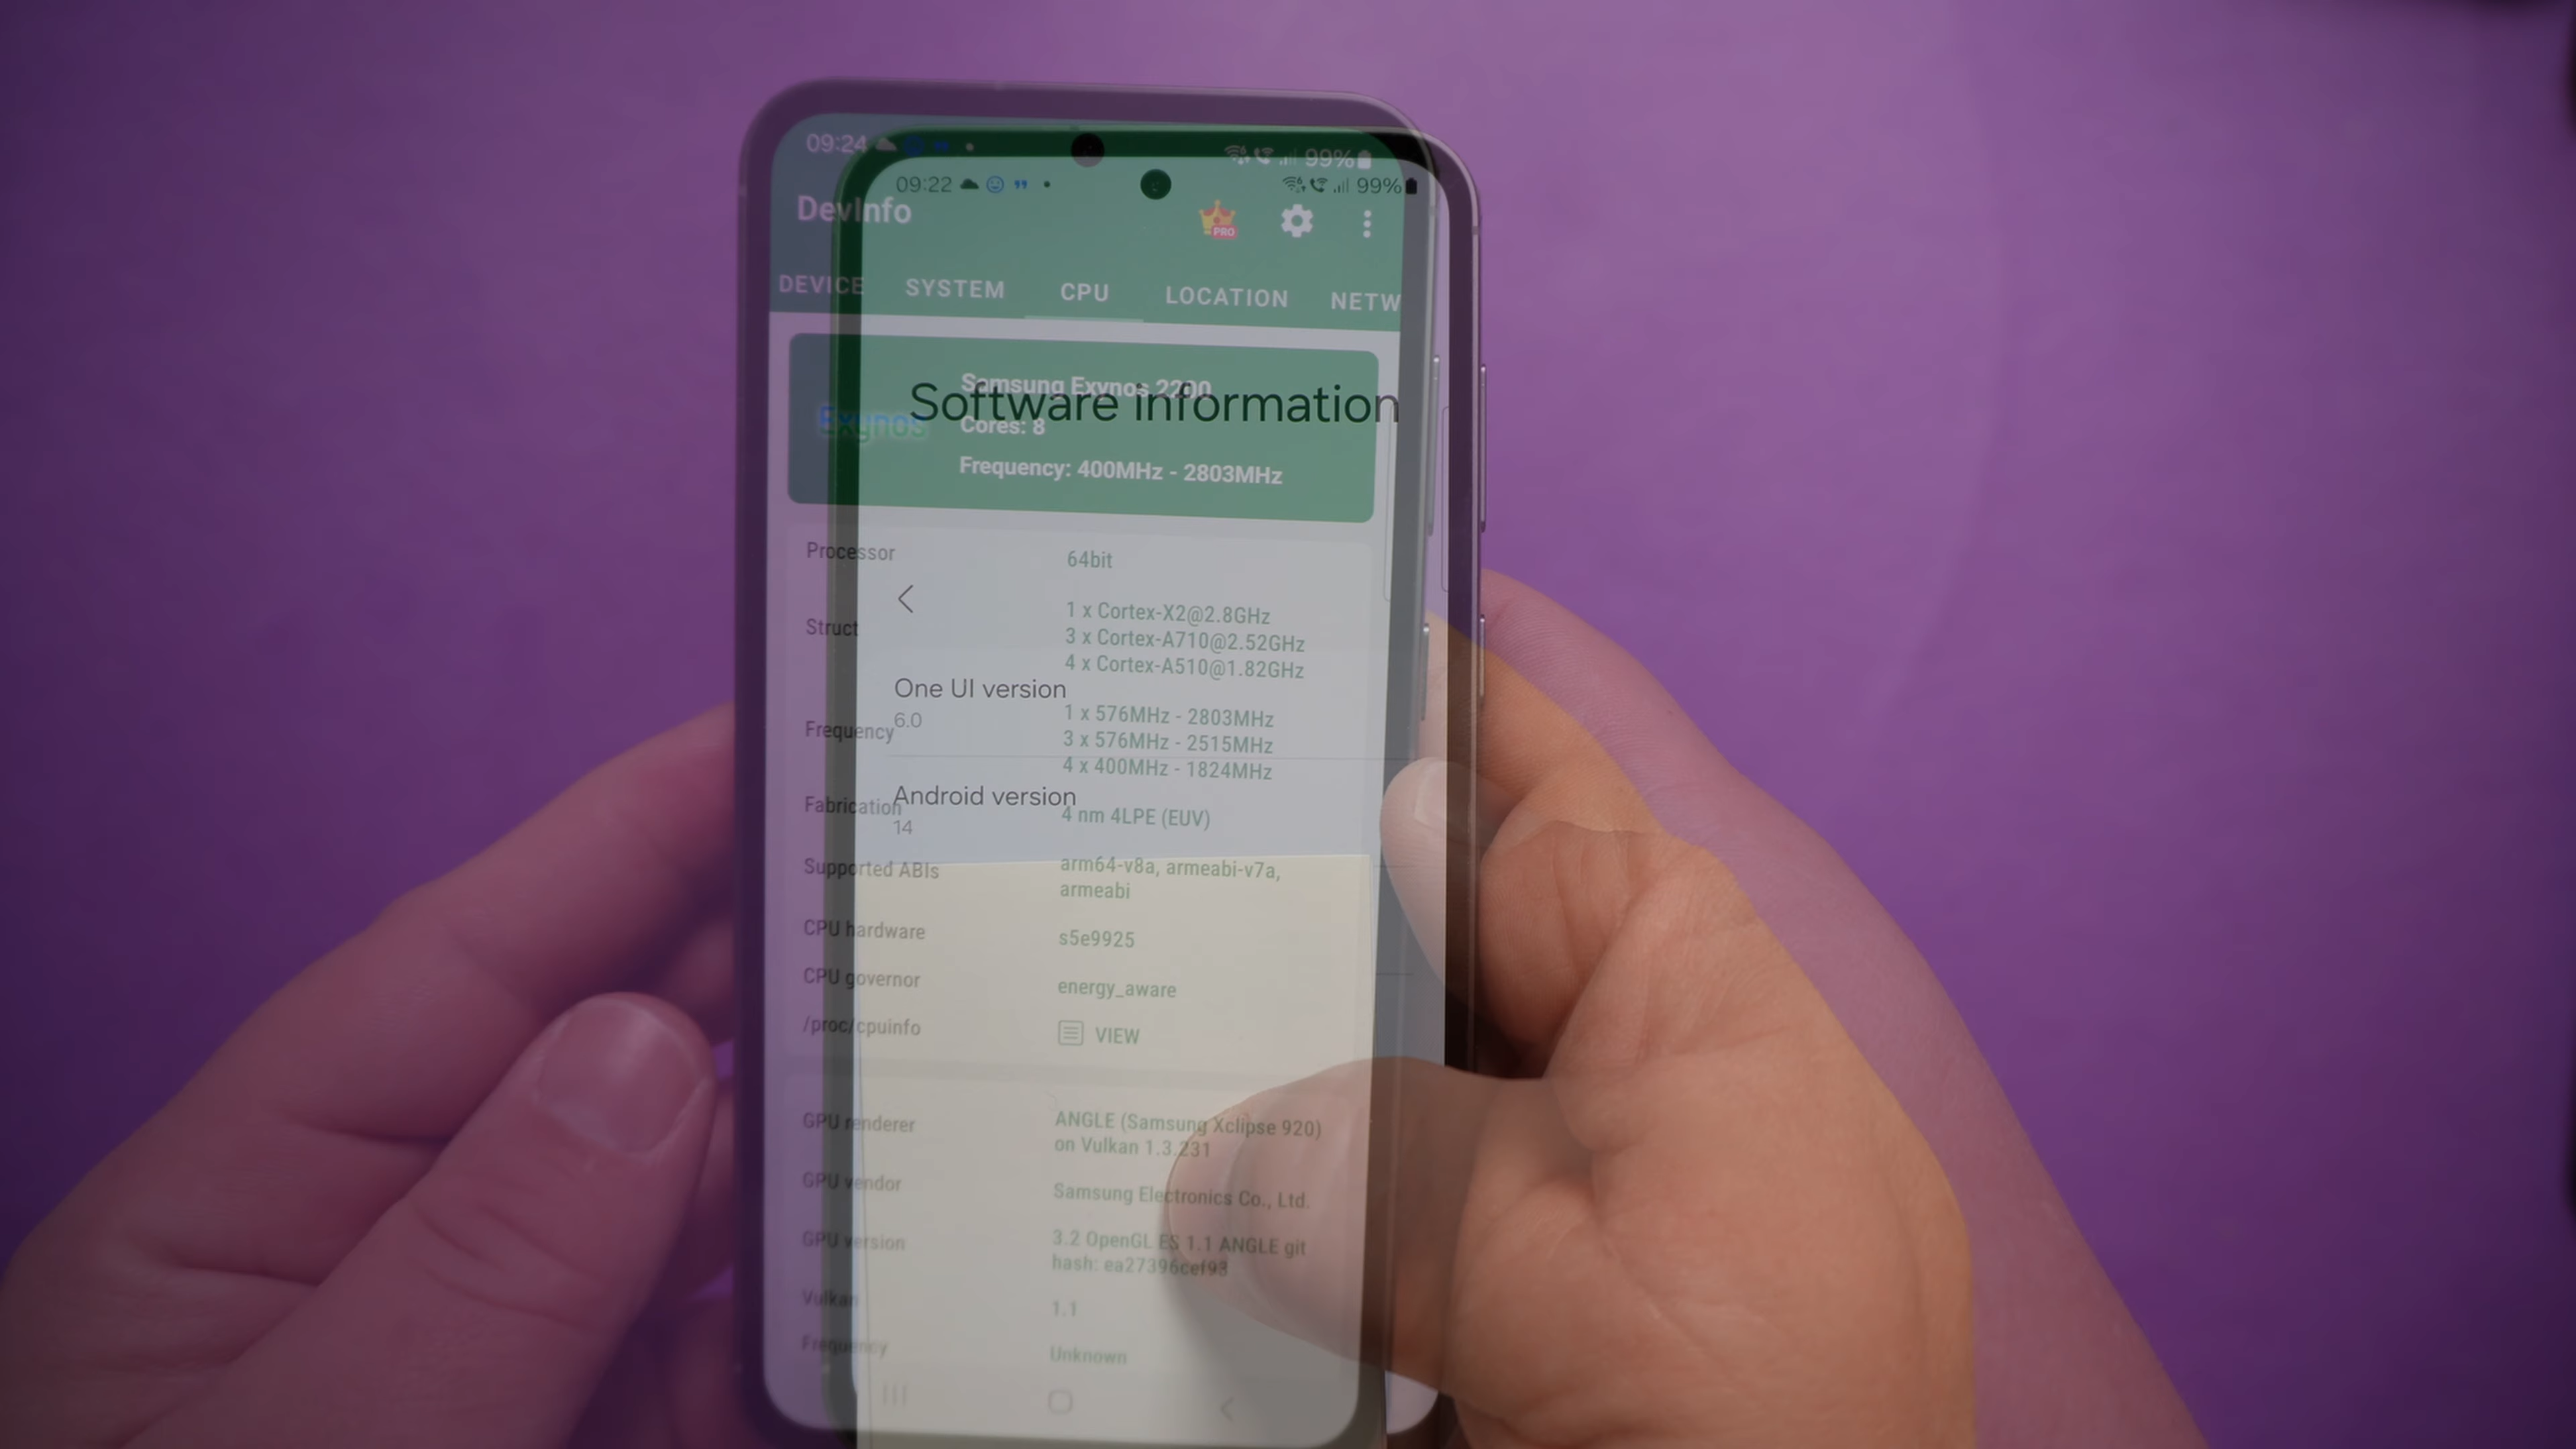 09:24
99%
09:22
99%
DevInfo
PRO
DEVICE SYSTEM CPU LOCATION NETW
Samsung Exynos 2200
Software information
Exynos
Cores: 8
Frequency: 400MHz - 2803MHz
Processor 64bit
Struct 1 x Cortex-X2@2.8GHz
3 x Cortex-A710@2.52GHz
4 x Cortex-A510@1.82GHz
One UI version
6.0
Frequency 1 x 576MHz - 2803MHz
3 x 576MHz - 2515MHz
4 x 400MHz - 1824MHz
Android version
14
Fabrication 4 nm 4LPE (EUV)
Supported ABIs arm64-v8a, armeabi-v7a,
armeabi
CPU hardware s5e9925
CPU governor energy_aware
/proc/cpuinfo VIEW
GPU renderer ANGLE (Samsung Xclipse 920)
on Vulkan 1.3.231
GPU vendor Samsung Electronics Co., Ltd.
GPU version 3.2 OpenGL ES 1.1 ANGLE git
hash: ea27396cef93
Vulkan 1.1
Frequency Unknown